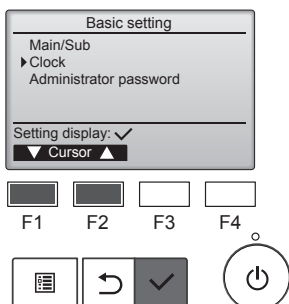 Basic setting
Main/Sub
Clock
Administrator password
Setting display:
Cursor
F1 F2 F3 F4